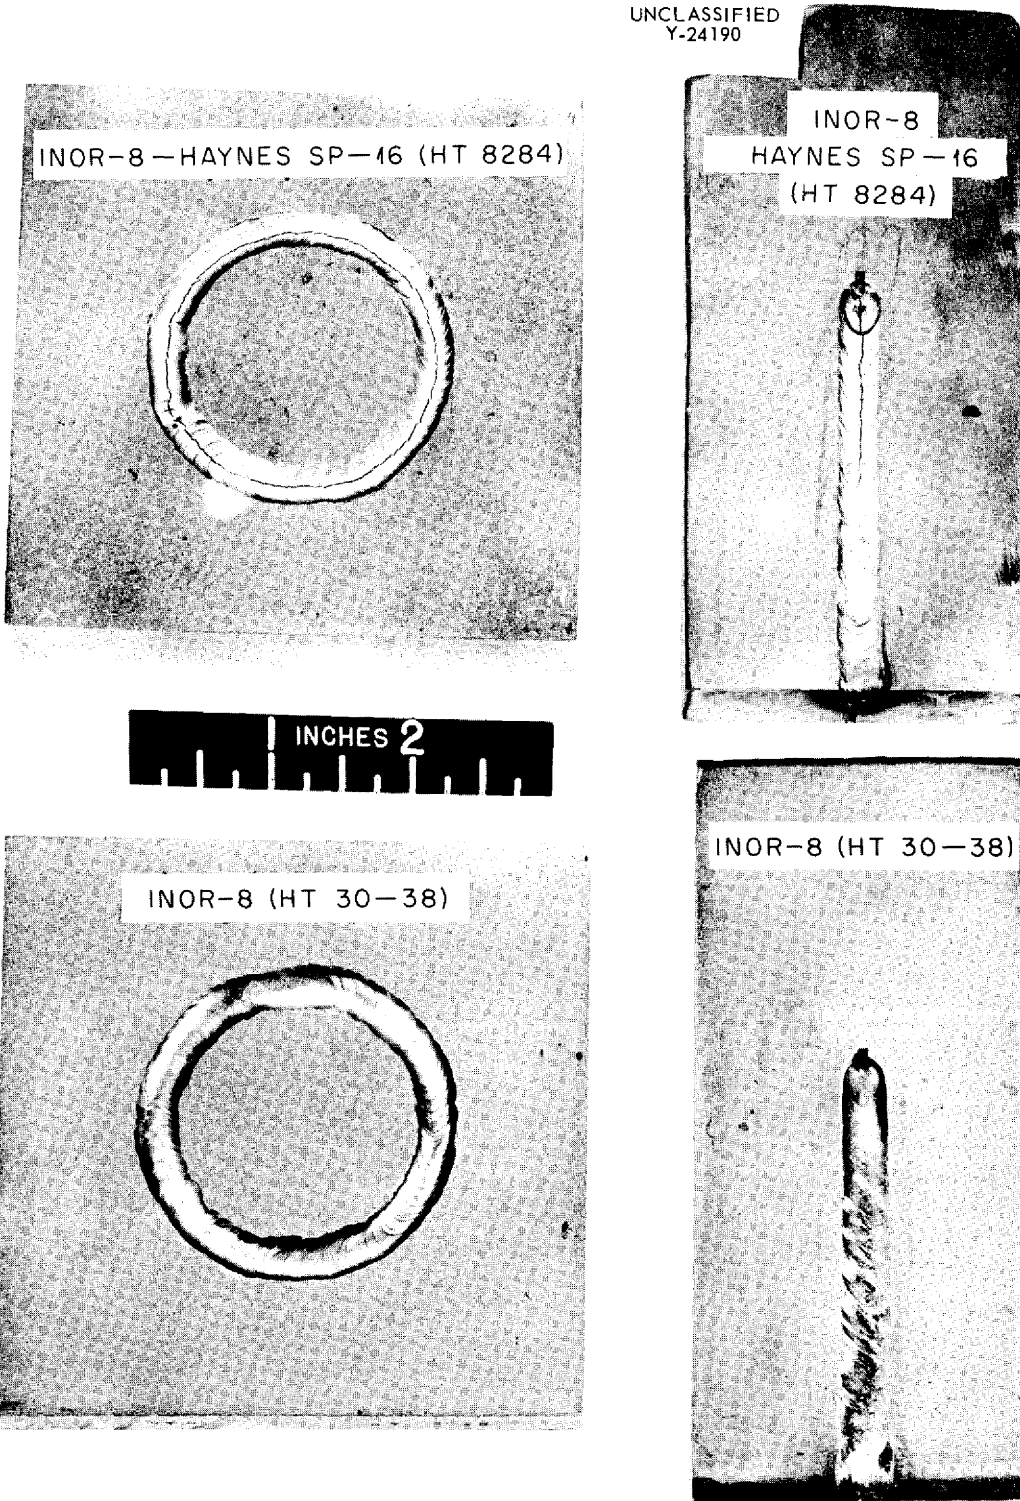 UNCLASSIFIED
Y-24190
INOR-8—HAYNES SP—16 (HT 8284)
INOR-8
HAYNES SP—16
(HT 8284)
1 INCHES 2
INOR-8 (HT 30—38)
INOR-8 (HT 30—38)